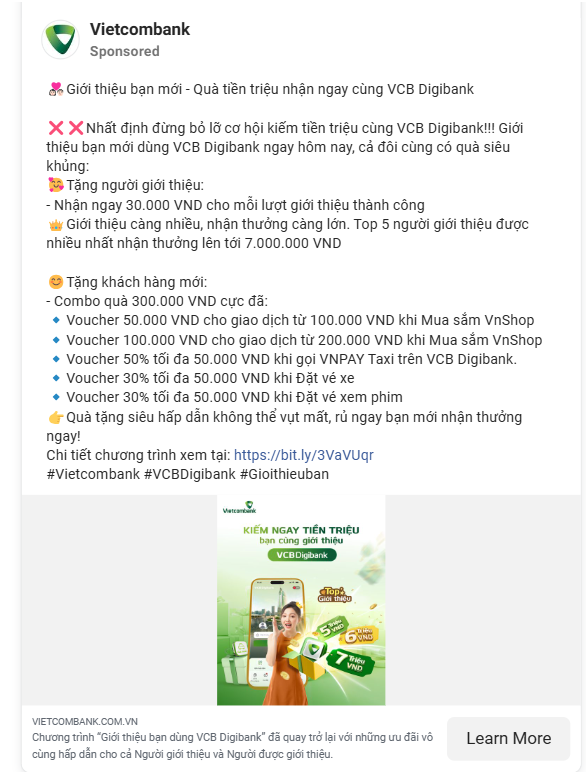 Vietcombank
Sponsored
💏Giới thiệu bạn mới - Quà tiền triệu nhận ngay cùng VCB Digibank
❌ ❌Nhất định đừng bỏ lỡ cơ hội kiếm tiền triệu cùng VCB Digibank!!! Giới
thiệu bạn mới dùng VCB Digibank ngay hôm nay, cả đôi cùng có quà siêu
khủng:
🥰Tặng người giới thiệu:
- Nhận ngay 30.000 VND cho mỗi lượt giới thiệu thành công
👑Giới thiệu càng nhiều, nhận thưởng càng lớn. Top 5 người giới thiệu được
nhiều nhất nhận thưởng lên tới 7.000.000 VND
😊Tặng khách hàng mới:
- Combo quà 300.000 VND cực đã:
🔹 Voucher 50.000 VND cho giao dịch từ 100.000 VND khi Mua sắm VnShop
🔹 Voucher 100.000 VND cho giao dịch từ 200.000 VND khi Mua sắm VnShop
🔹 Voucher 50% tối đa 50.000 VND khi gọi VNPAY Taxi trên VCB Digibank.
🔹 Voucher 30% tối đa 50.000 VND khi Đặt vé xe
🔹 Voucher 30% tối đa 50.000 VND khi Đặt vé xem phim
👉Quà tặng siêu hấp dẫn không thể vụt mất, rủ ngay bạn mới nhận thưởng
ngay!
Chi tiết chương trình xem tại: https://bit.ly/3VaVUqr
#Vietcombank #VCBDigibank #Gioithieuban
Vietcombank
KIẾM NGAY TIỀN TRIỆU
bạn cùng giới thiệu
VCBDigibank
Top
Giới thiệu
5 Triệu
VND
6 Triệu
VND
7 Triệu
VND
VIETCOMBANK.COM.VN
Chương trình "Giới thiệu bạn dùng VCB Digibank" đã quay trở lại với những ưu đãi vô
cùng hấp dẫn cho cả Người giới thiệu và Người được giới thiệu.
Learn More